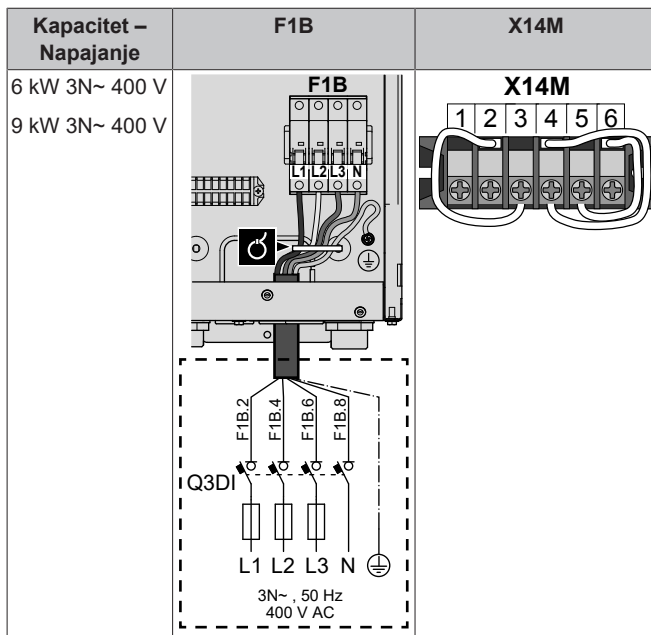 Kapacitet –
Napajanje
F1B
X14M
6 kW 3N~ 400 V
9 kW 3N~ 400 V
F1B
L1 L2 L3 N
X14M
1 2 3 4 5 6
F1B.2 F1B.4 F1B.6 F1B.8
Q3DI
L1 L2 L3 N
3N~ , 50 Hz
400 V AC